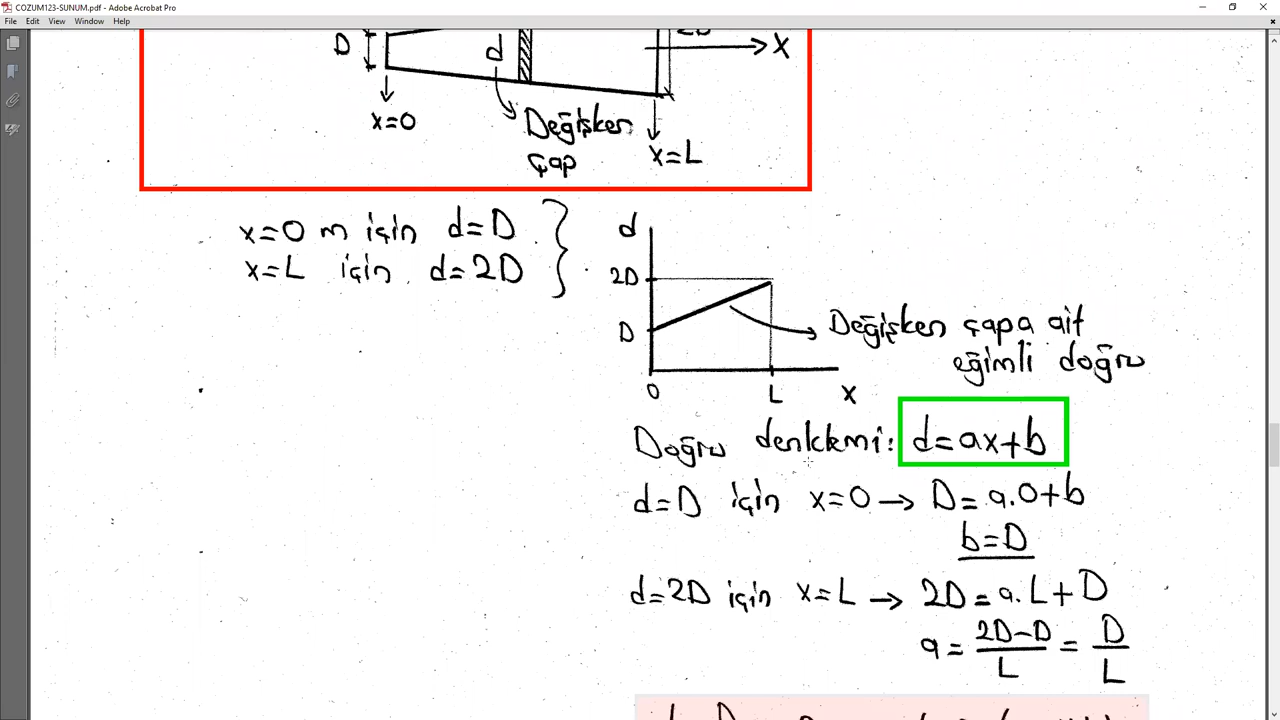 COZUM123-SUNUM.pdf - Adobe Acrobat Pro
File Edit View Window Help
D
d
X
x=0
Değişken
çap
x=L
x=0 m için d=D
x=L için d=2D
d
2D
D
0
L
X
Değişken çapa ait
eğimli doğru
Doğru denklemi: d=ax+b
d=D için x=0 → D=a.0+b
b=D
d=2D için x=L → 2D=a.L+D
a=2D-D/L=D/L